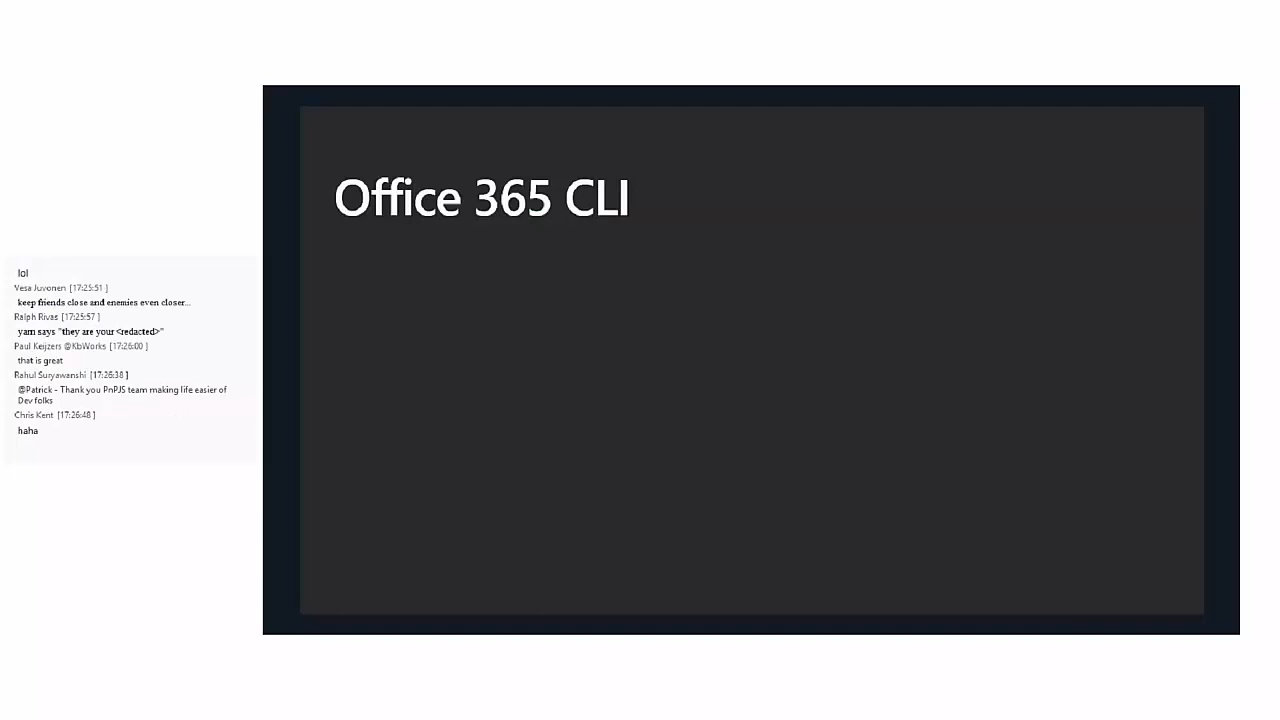 lol
Vesa Juvonen [17:25:51 ]
keep friends close and enemies even closer...
Ralph Rivas [17:25:57 ]
yarn says "they are your <redacted>"
Paul Keijzers @KbWorks [17:26:00 ]
that is great
Rahul Suryawanshi [17:26:38 ]
@Patrick - Thank you PnPJS team making life easier of
Dev folks
Chris Kent [17:26:48 ]
haha
Office 365 CLI